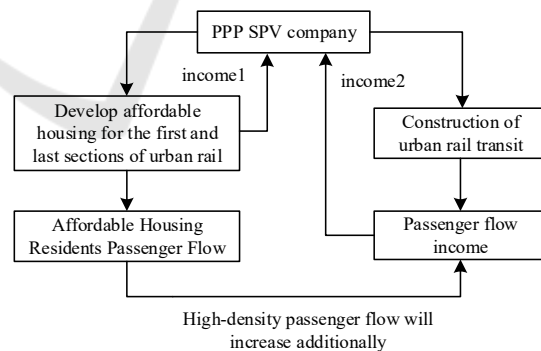 PPP SPV company
income1
income2
Develop affordable
housing for the first and
last sections of urban rail
Construction of
urban rail transit
Affordable Housing
Residents Passenger Flow
Passenger flow
income
High-density passenger flow will
increase additionally